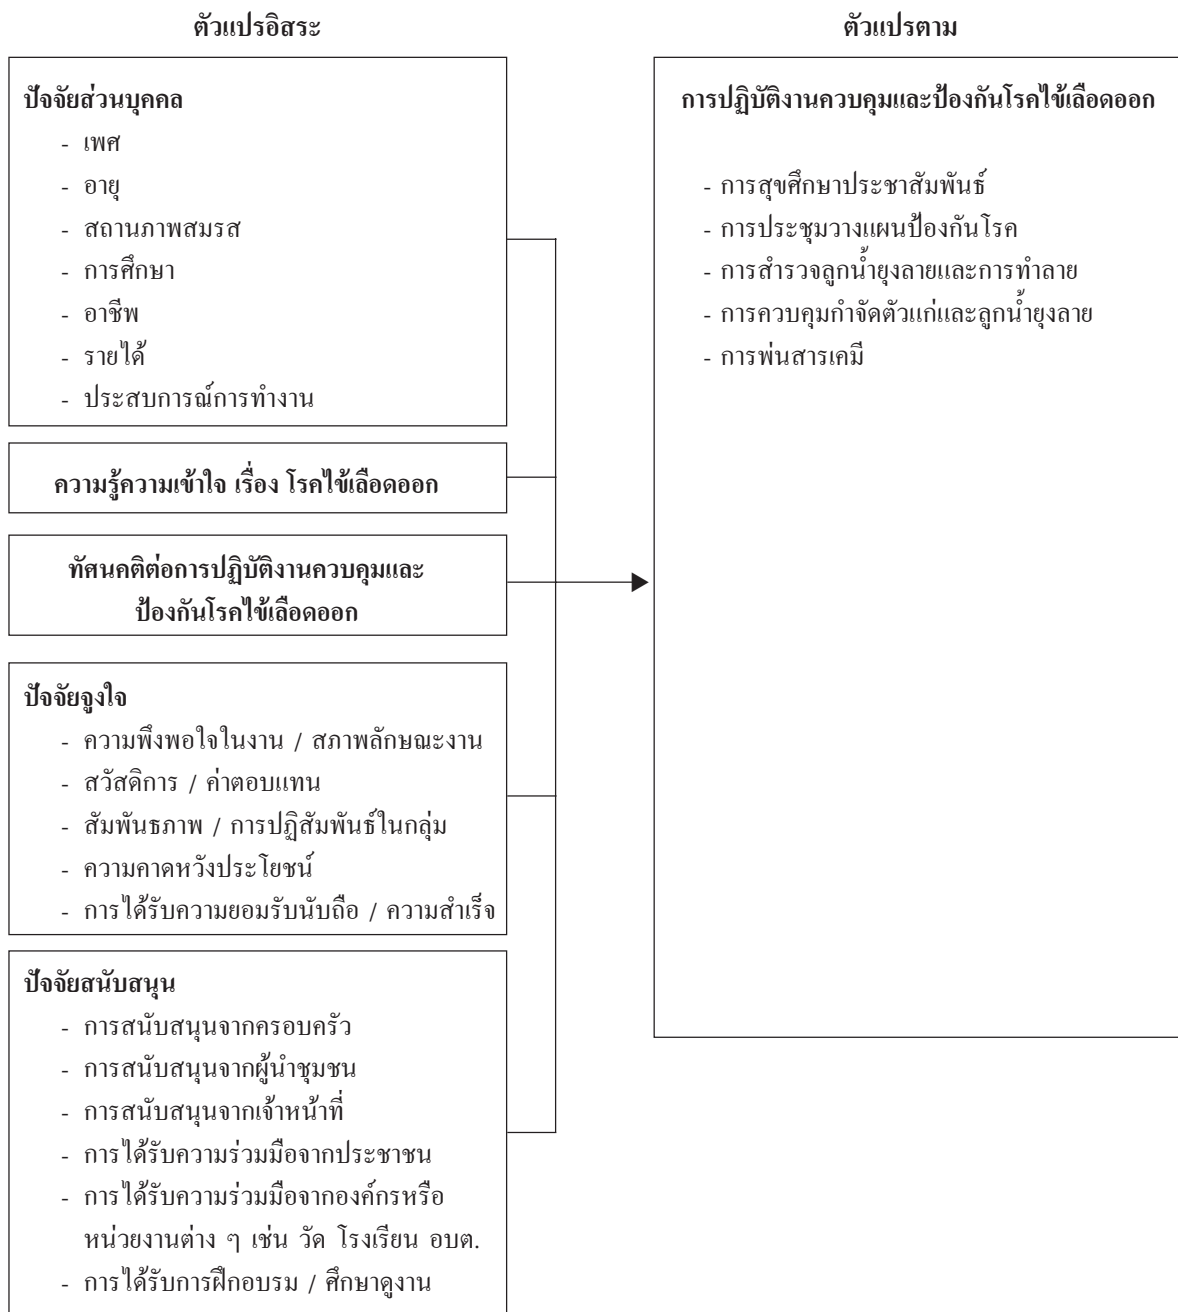 ตัวแปรอิสระ
ปัจจัยส่วนบุคคล
- เพศ
- อายุ
- สถานภาพสมรส
- การศึกษา
- อาชีพ
- รายได้
- ประสบการณ์การทำงาน
ความรู้ความเข้าใจ เรื่อง โรคไข้เลือดออก
ทัศนคติต่อการปฏิบัติงานควบคุมและ
ป้องกันโรคไข้เลือดออก
ปัจจัยจูงใจ
- ความพึงพอใจในงาน / สภาพลักษณะงาน
- สวัสดิการ / ค่าตอบแทน
- สัมพันธภาพ / การปฏิสัมพันธ์ในกลุ่ม
- ความคาดหวังประโยชน์
- การได้รับความยอมรับนับถือ / ความสำเร็จ
ปัจจัยสนับสนุน
- การสนับสนุนจากครอบครัว
- การสนับสนุนจากผู้นำชุมชน
- การสนับสนุนจากเจ้าหน้าที่
- การได้รับความร่วมมือจากประชาชน
- การได้รับความร่วมมือจากองค์กรหรือ
หน่วยงานต่าง ๆ เช่น วัด โรงเรียน อบต.
- การได้รับการฝึกอบรม / ศึกษาดูงาน
ตัวแปรตาม
การปฏิบัติงานควบคุมและป้องกันโรคไข้เลือดออก
- การสุขศึกษาประชาสัมพันธ์
- การประชุมวางแผนป้องกันโรค
- การสำรวจลูกน้ำยุงลายและการทำลาย
- การควบคุมกำจัดตัวแก่และลูกน้ำยุงลาย
- การพ่นสารเคมี